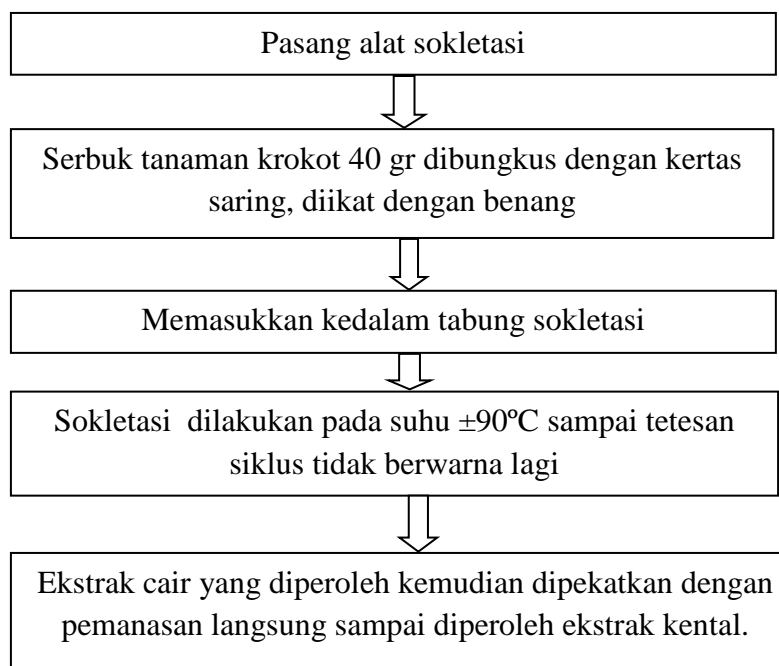 Pasang alat sokletasi
Serbuk tanaman krokot 40 gr dibungkus dengan kertas
saring, diikat dengan benang
Memasukkan kedalam tabung sokletasi
Sokletasi dilakukan pada suhu ±90ºC sampai tetesan
siklus tidak berwarna lagi
Ekstrak cair yang diperoleh kemudian dipekatkan dengan
pemanasan langsung sampai diperoleh ekstrak kental.